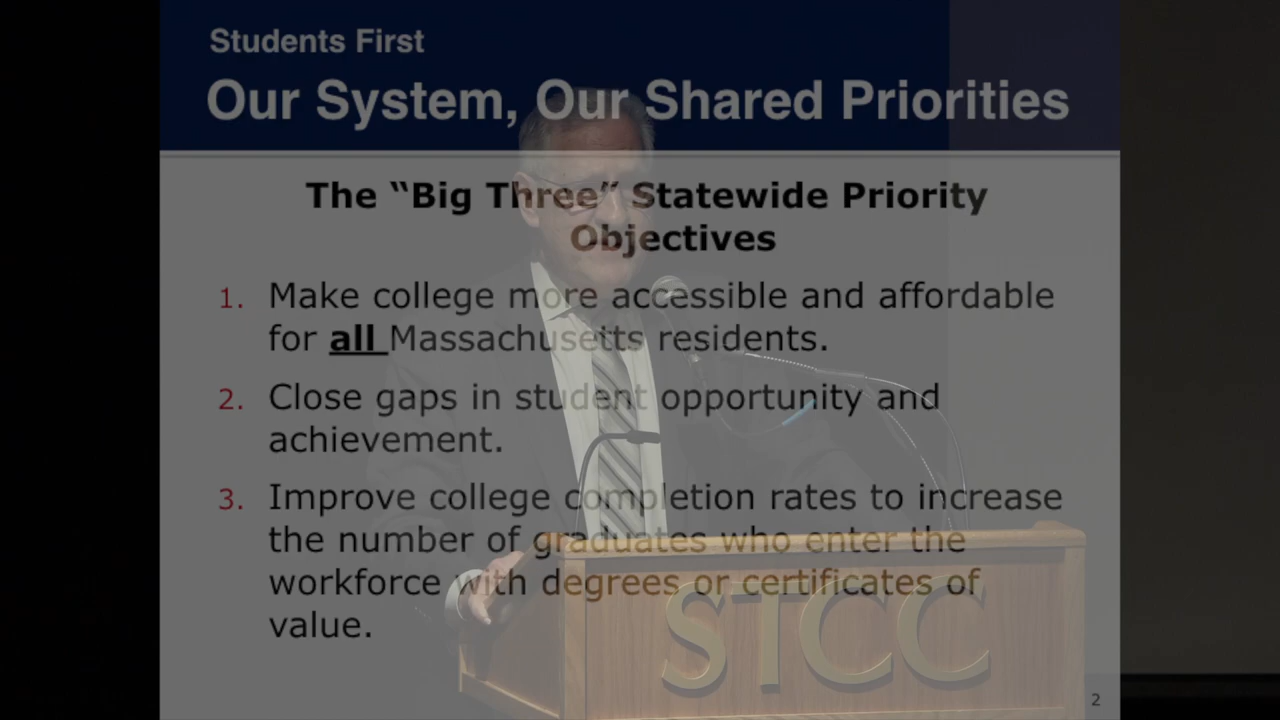 Students First
Our System, Our Shared Priorities
The “Big Three” Statewide Priority
Objectives
1. Make college more accessible and affordable
for all Massachusetts residents.
2. Close gaps in student opportunity and
achievement.
3. Improve college completion rates to increase
the number of graduates who enter the
workforce with degrees or certificates of
value.
STCC
2